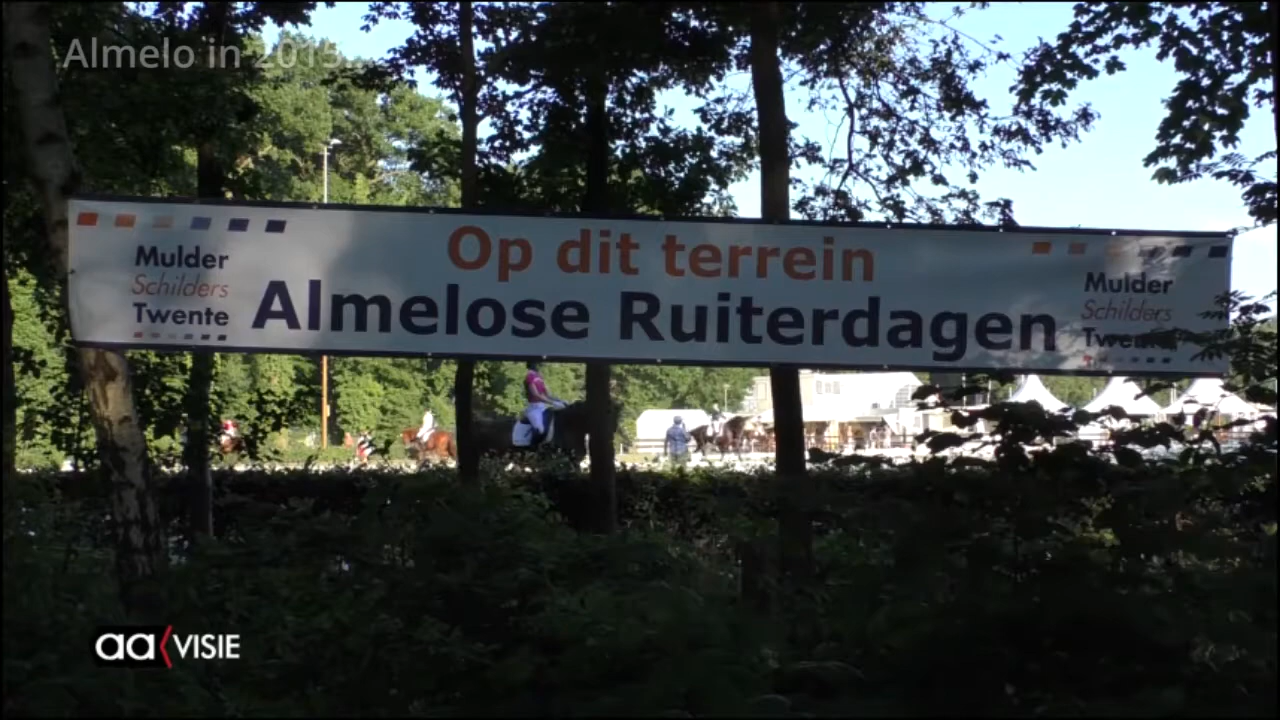 Almelo in 2015
Op dit terrein
Almelose Ruiterdagen
Mulder
Schilders
Twente
Mulder
Schilders
Twente
aa VISIE